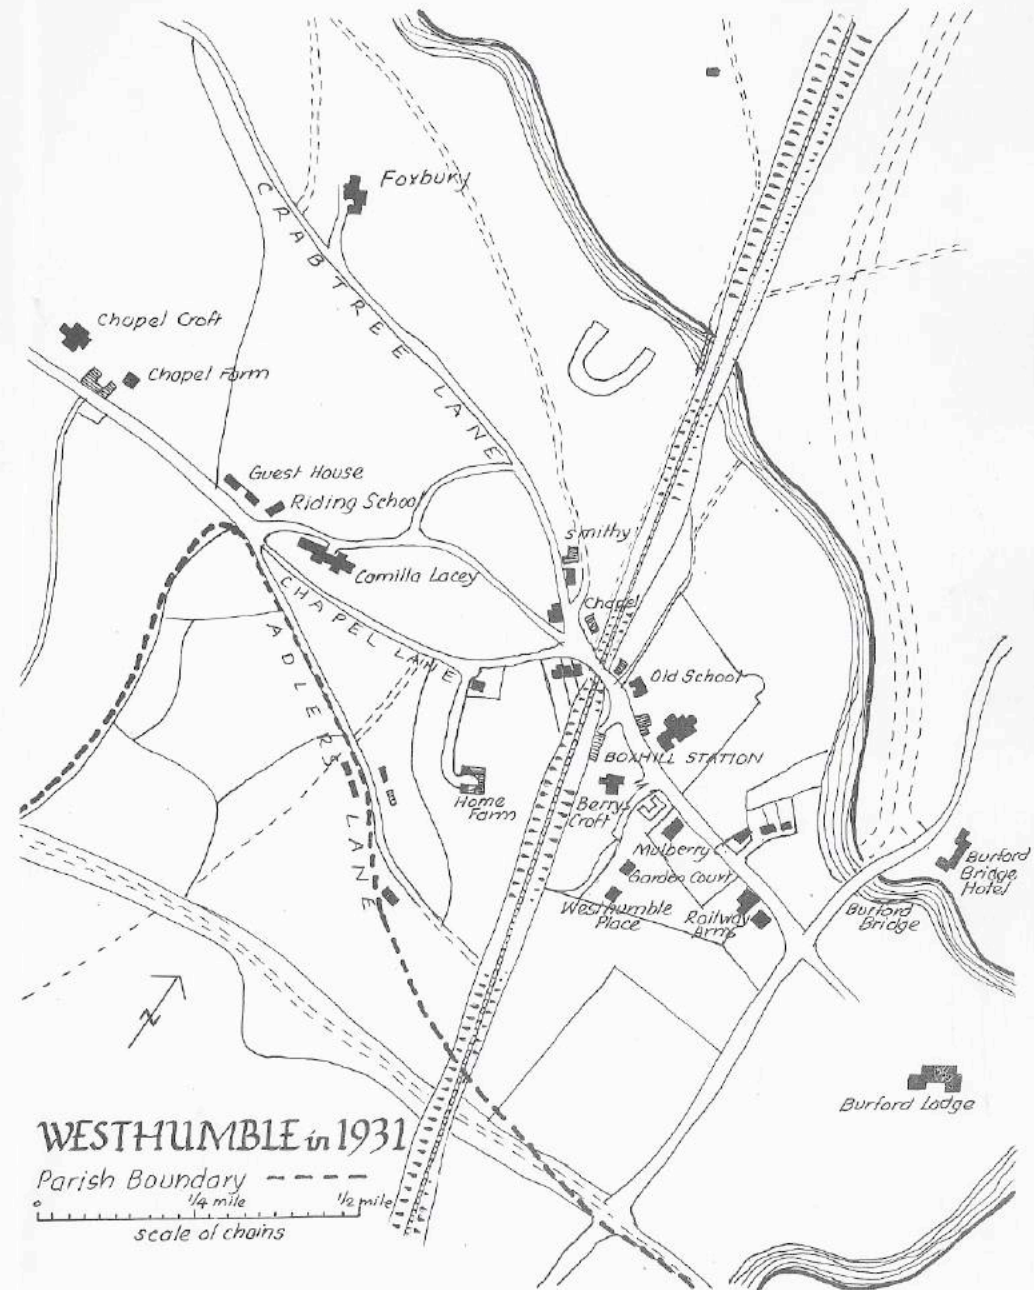 Foxbury
CRABTREE LANE
Chapel Croft
Chapel Farm
Guest House
Riding School
smithy
Camilla Lacey
Chapel
CHAPEL LANE
ADLERS LANE
Old School
BOXHILL STATION
Home
Farm
Berry's
Croft
Mulberry C.
Garden Court
Westhumble
Place
Railway
Arms
Burford
Bridge
Burford
Bridge
Hotel
N
Burford Lodge
WESTHUMBLE in 1931
Parish Boundary
0 1/4 mile 1/2 mile
scale of chains